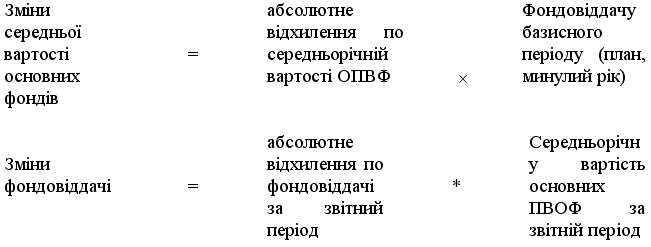 Зміни середньої вартості основних фондів = абсолютне відхилення по середньорічній вартості ОПВФ × Фондовіддачу базисного періоду (план, минулий рік)
Зміни фондовіддачі = абсолютне відхилення по фондовіддачі за звітний період * Середньорічну вартість основних ПВОФ за звітній період